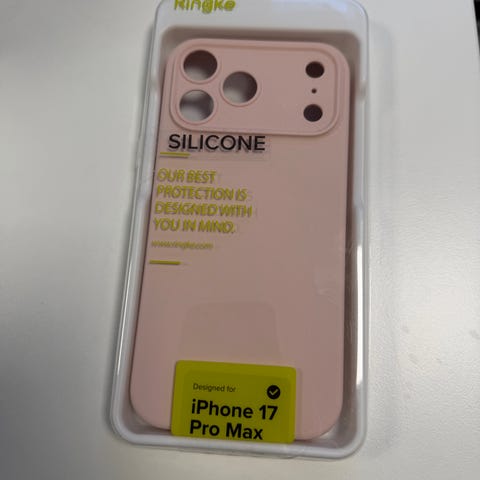 Ringke
SILICONE
OUR BEST
PROTECTION IS
DESIGNED WITH
YOU IN MIND.
www.ringke.com
Designed for
iPhone 17
Pro Max